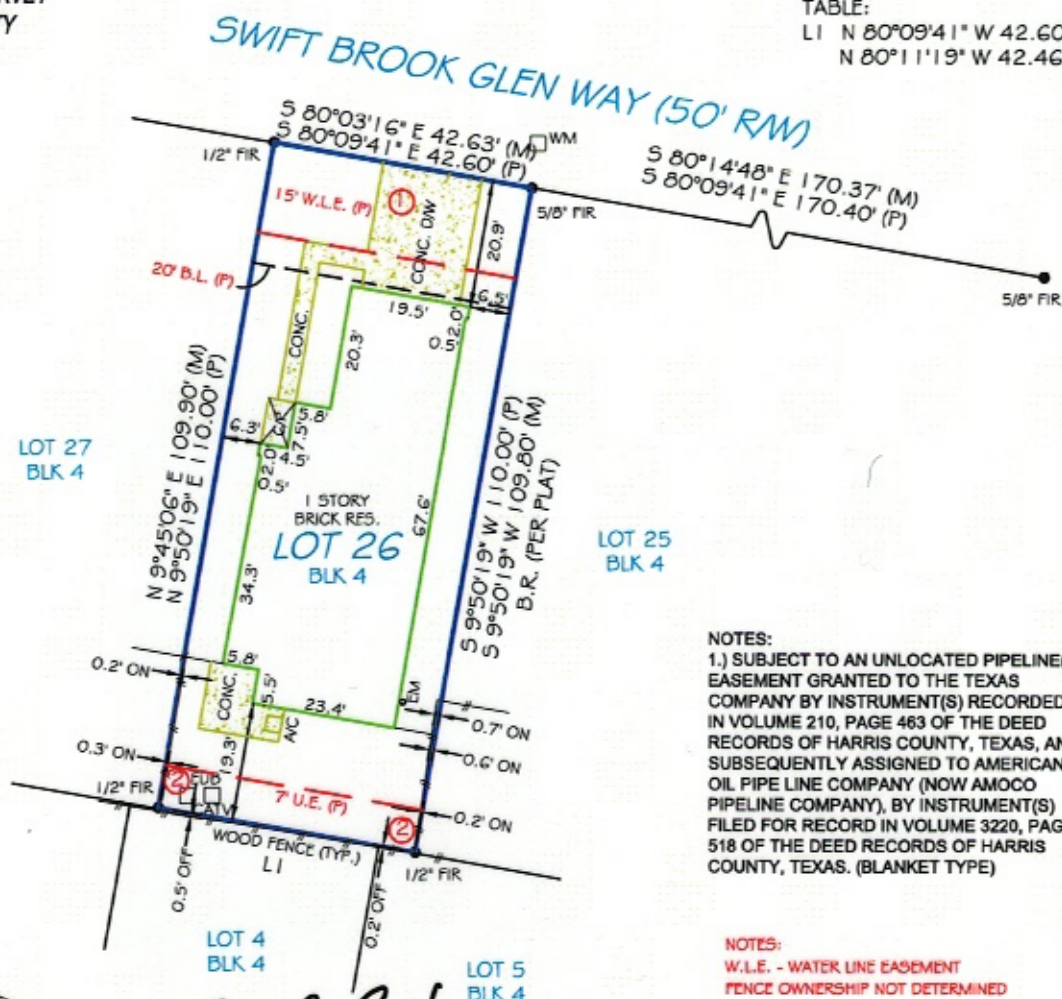 TY
TABLE:
L1 N 80°09'41" W 42.60
N 80°11'19" W 42.46
SWIFT BROOK GLEN WAY (50' R/W)
S 80°03'16" E 42.63' (M)
S 80°09'41" E 42.60' (P)
WM
1/2" FIR
S 80°14'48" E 170.37' (M)
S 80°09'41" E 170.40' (P)
5/8" FIR
5/8" FIR
15' W.L.E. (P)
1
CONC. D/W
20.9'
20' B.L. (P)
6.5'
19.5'
2.0'
0.5'
CONC.
20.3'
N 9°45'06" E 109.90' (M)
N 9°50'19" E 110.00' (P)
5.8'
6.3'
7.5'
4.5'
2.0'
0.5'
LOT 27
BLK 4
1 STORY
BRICK RES.
LOT 26
BLK 4
67.6'
S 9°50'19" W 110.00' (P)
S 9°50'19" W 109.80' (M)
B.R. (PER PLAT)
LOT 25
BLK 4
34.3'
0.2' ON
5.8'
CONC.
5.5'
23.4'
EM
A/C
0.7' ON
0.6' ON
0.3' ON
19.3'
1/2" FIR
2
EUB
CATV
7' U.E. (P)
2
0.2' ON
WOOD FENCE (TYP.)
L1
1/2" FIR
0.5' OFF
0.2' OFF
LOT 4
BLK 4
LOT 5
BLK 4
NOTES:
1.) SUBJECT TO AN UNLOCATED PIPELINE
EASEMENT GRANTED TO THE TEXAS
COMPANY BY INSTRUMENT(S) RECORDED
IN VOLUME 210, PAGE 463 OF THE DEED
RECORDS OF HARRIS COUNTY, TEXAS, AN
SUBSEQUENTLY ASSIGNED TO AMERICAN
OIL PIPE LINE COMPANY (NOW AMOCO
PIPELINE COMPANY), BY INSTRUMENT(S)
FILED FOR RECORD IN VOLUME 3220, PAG
518 OF THE DEED RECORDS OF HARRIS
COUNTY, TEXAS. (BLANKET TYPE)
NOTES:
W.L.E. - WATER LINE EASEMENT
FENCE OWNERSHIP NOT DETERMINED